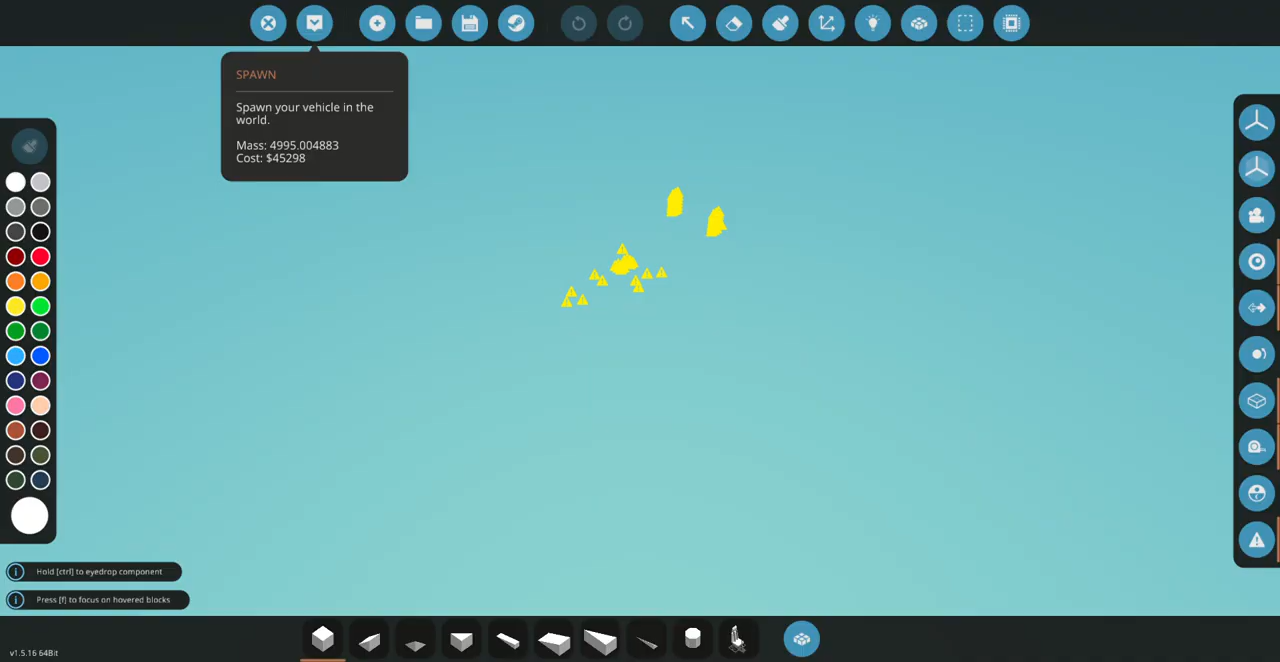 SPAWN
Spawn your vehicle in the
world.
Mass: 4995.004883
Cost: $45298
Hold [ctrl] to eyedrop component
Press [f] to focus on hovered blocks
v1.5.16 64Bit